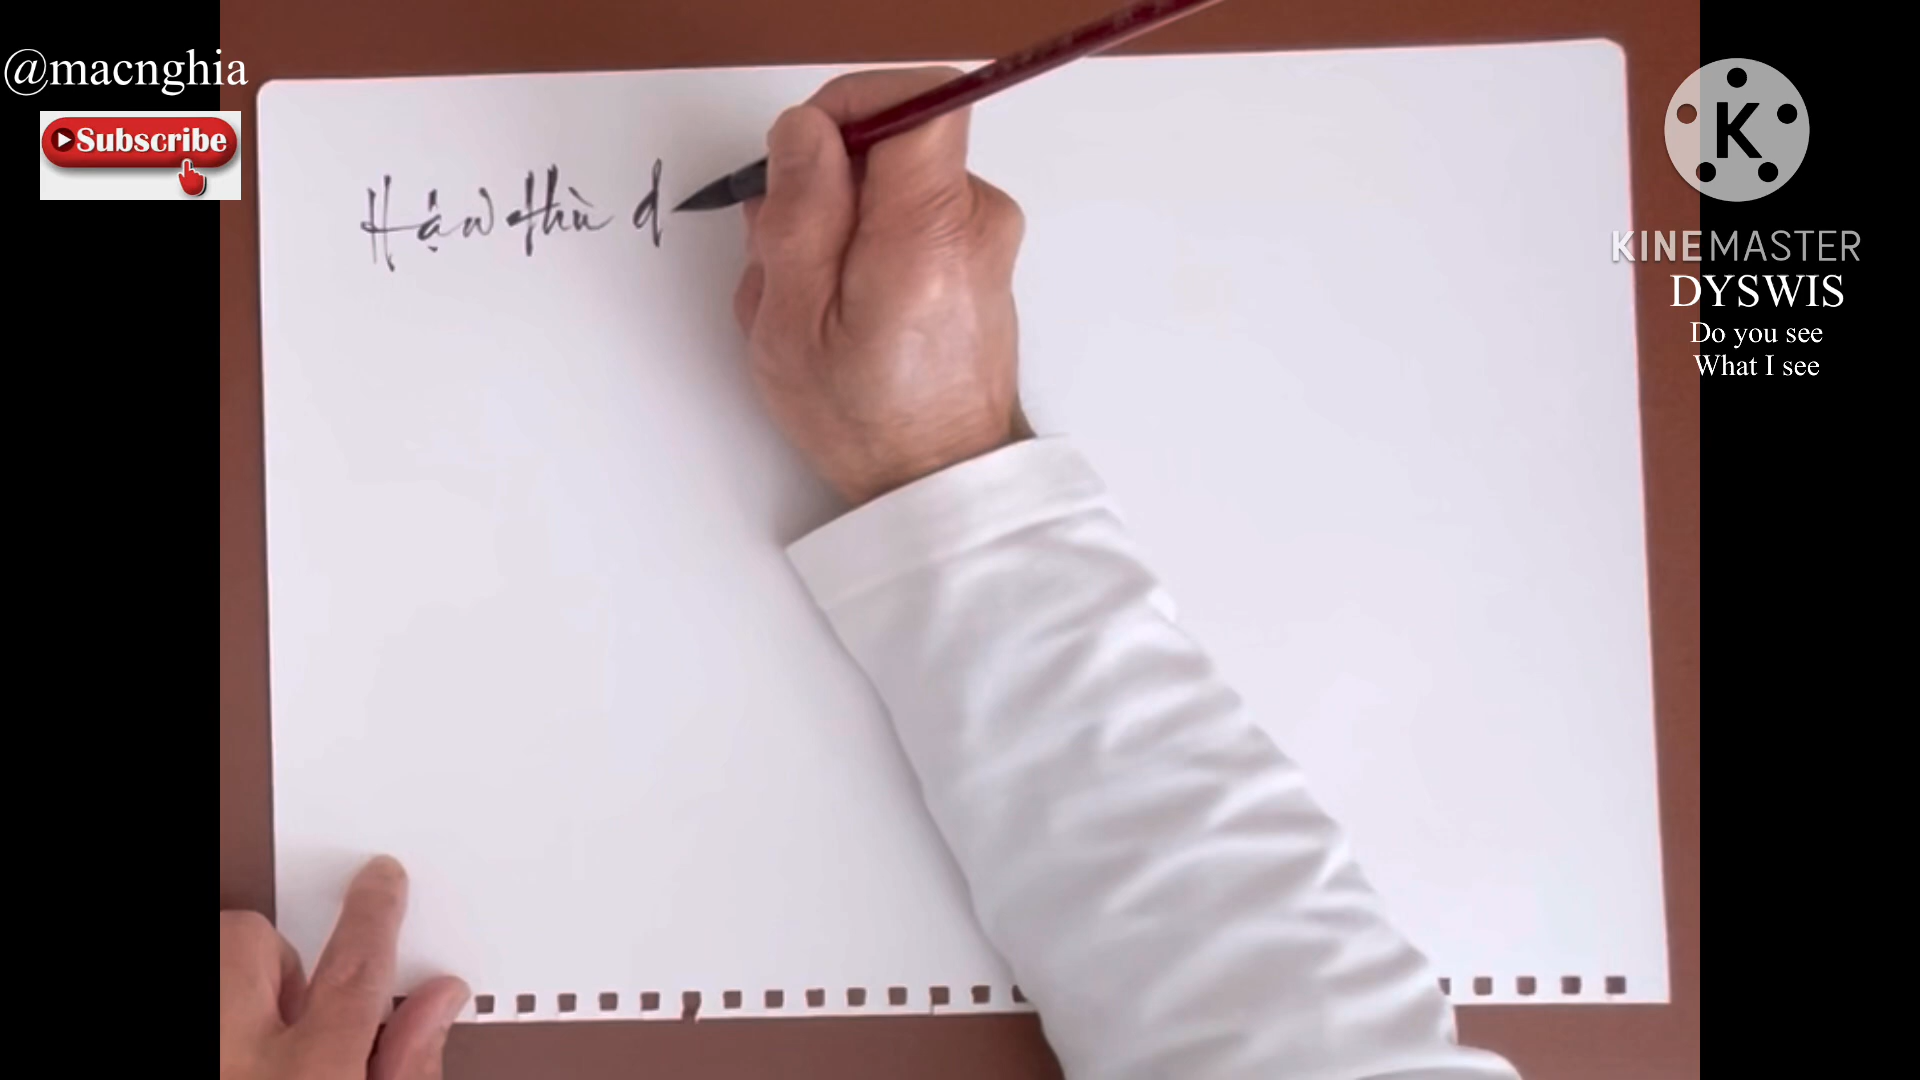 @macnghia
Subscribe
Hận thù đ
K
KINEMASTER
DYSWIS
Do you see
What I see